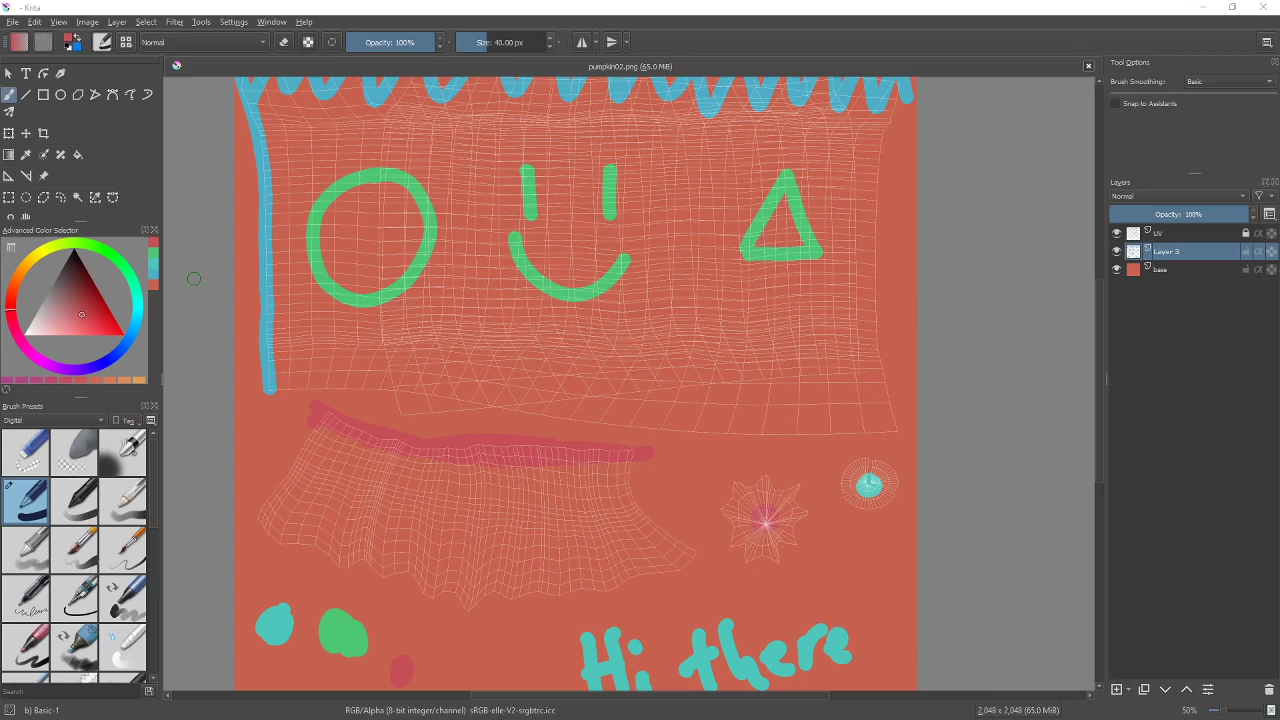 - Krita
File Edit View Image Layer Select Filter Tools Settings Window Help
Normal Opacity: 100% Size: 40.00 px
pumpkin02.png (65.0 MiB)
Tool Options
Brush Smoothing: Basic
Snap to Assistants
Layers
Normal
Opacity: 100%
UV
Layer 3
base
Advanced Color Selector
Brush Presets
Digital Tag
Hi there
Search
b) Basic-1 RGB/Alpha (8-bit integer/channel) sRGB-elle-V2-srgbtrc.icc 2,048 x 2,048 (65.0 MiB) 50%